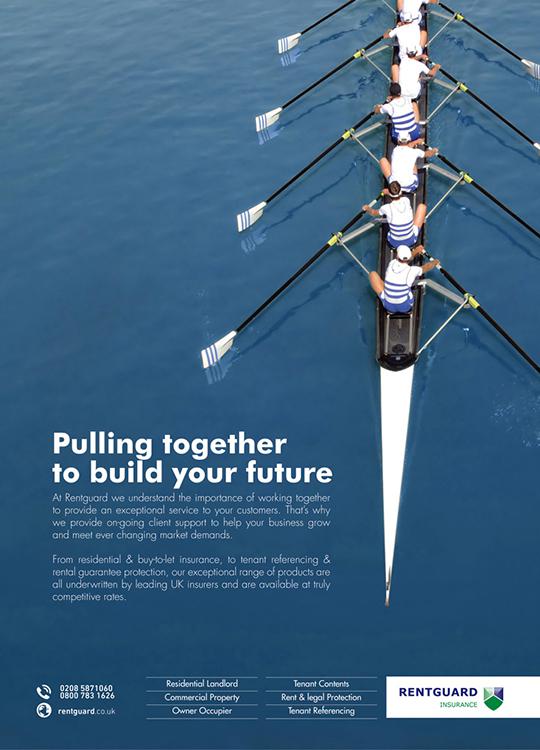 Pulling together
to build your future
At Rentguard we understand the importance of working together
to provide an exceptional service to your customers. That's why
we provide on-going client support to help your business grow
and meet ever changing market demands.
From residential & buy-to-let insurance, to tenant referencing &
rental guarantee protection, our exceptional range of products are
all underwritten by leading UK insurers and are available at truly
competitive rates.
0208 5871060
0800 783 1626
rentguard.co.uk
Residential Landlord
Commercial Property
Owner Occupier
Tenant Contents
Rent & legal Protection
Tenant Referencing
RENTGUARD
INSURANCE